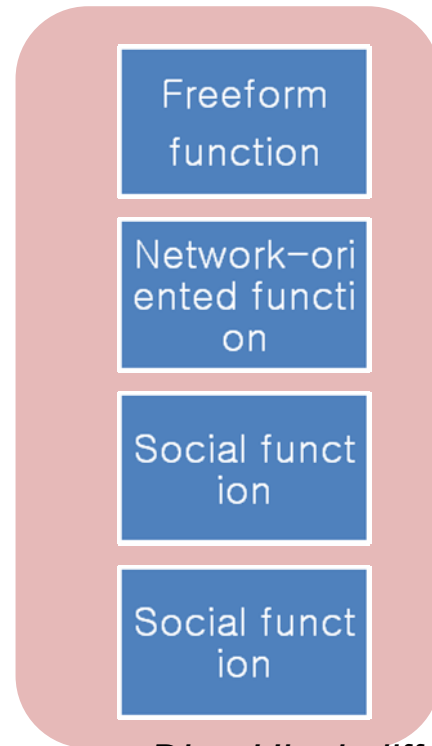 Freeform
function
Network-ori
ented functi
on
Social funct
ion
Social funct
ion